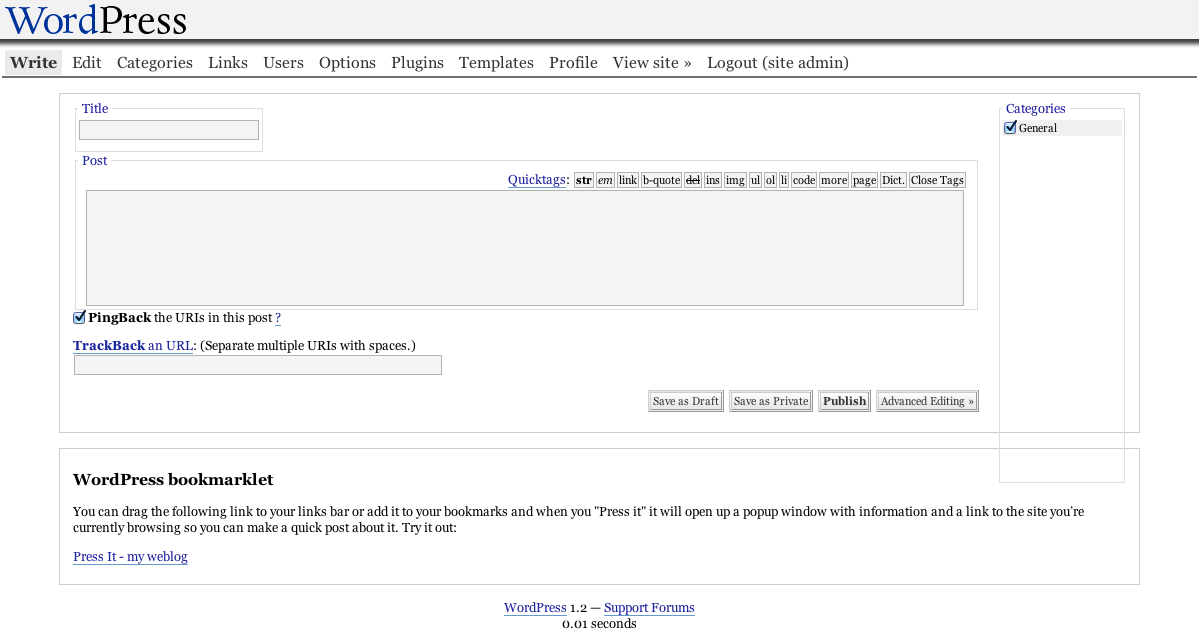 WordPress
Write Edit Categories Links Users Options Plugins Templates Profile View site » Logout (site admin)
Title
Categories
General
Post
Quicktags: str em link b-quote del ins img ul ol li code more page Dict. Close Tags
PingBack the URIs in this post ?
TrackBack an URL: (Separate multiple URIs with spaces.)
Save as Draft Save as Private Publish Advanced Editing »
WordPress bookmarklet
You can drag the following link to your links bar or add it to your bookmarks and when you "Press it" it will open up a popup window with information and a link to the site you're
currently browsing so you can make a quick post about it. Try it out:
Press It - my weblog
WordPress 1.2 — Support Forums
0.01 seconds